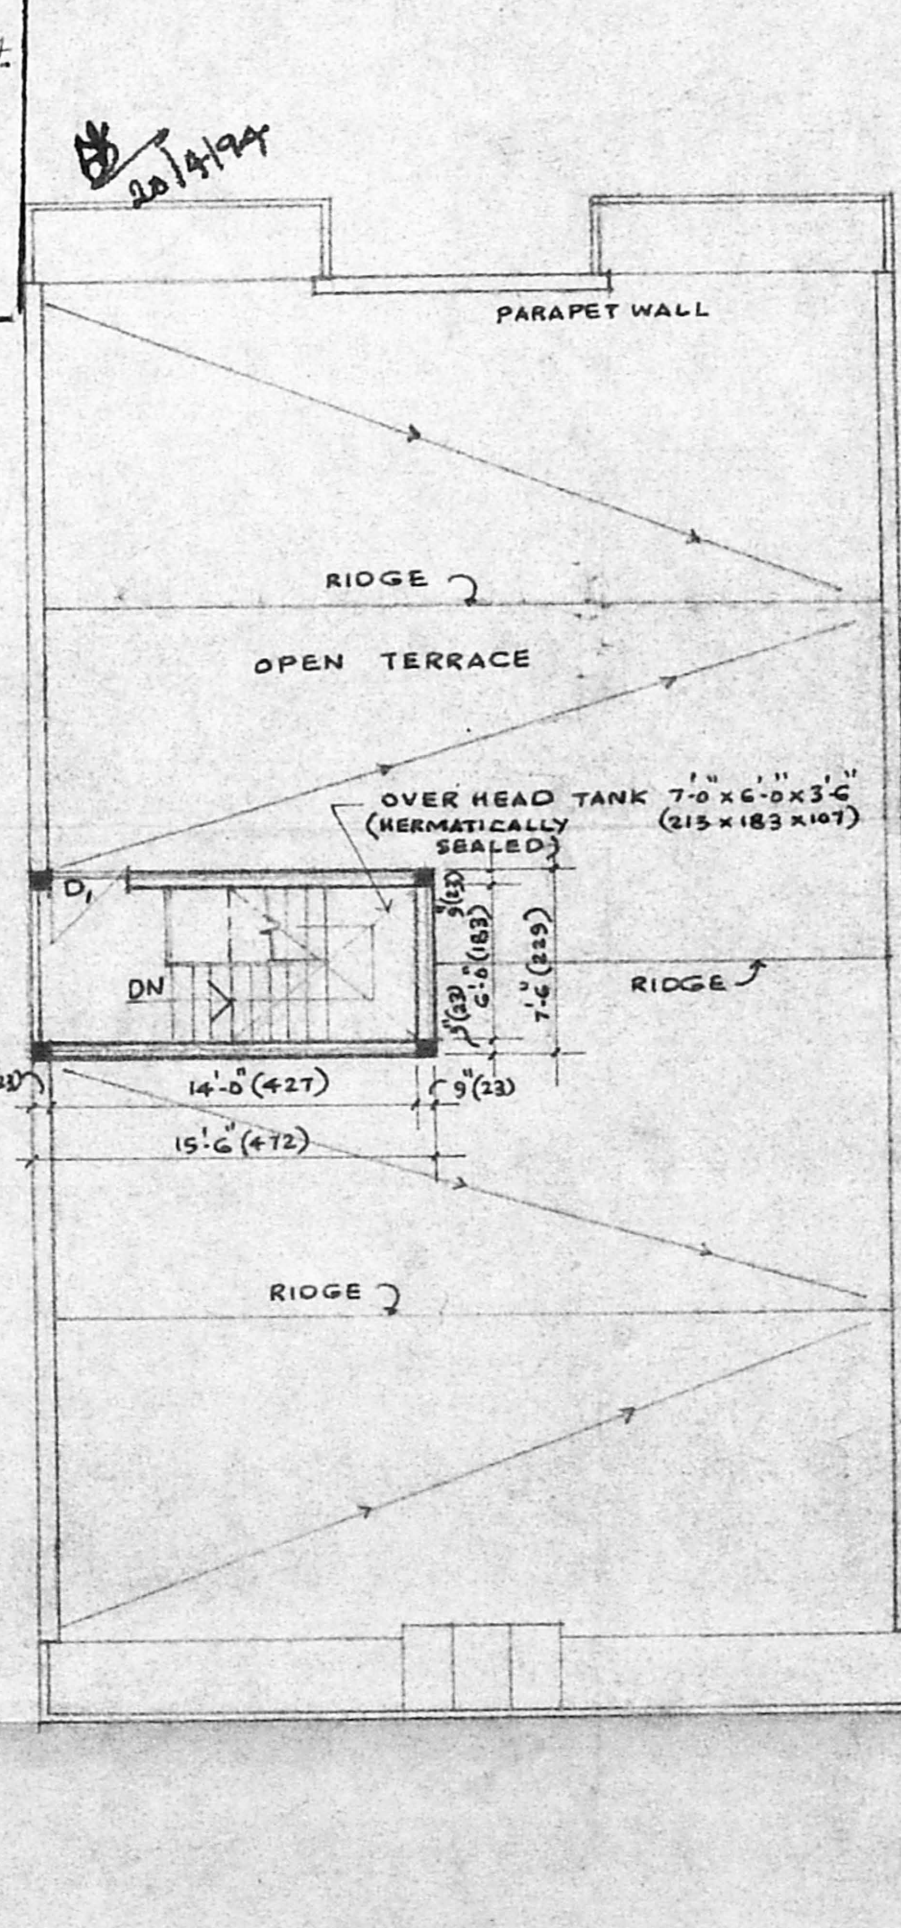 20/4/94
PARAPET WALL
RIDGE
OPEN TERRACE
OVER HEAD TANK 7'-0" x 6'-0" x 3'-6"
(HERMATICALLY (213 x 183 x 107)
SEALED)
D1
9"(23)
6'-0"(183)
7'-6"(229)
DN
RIDGE
(23)
14'-0"(427)
9"(23)
15'-6"(472)
RIDGE